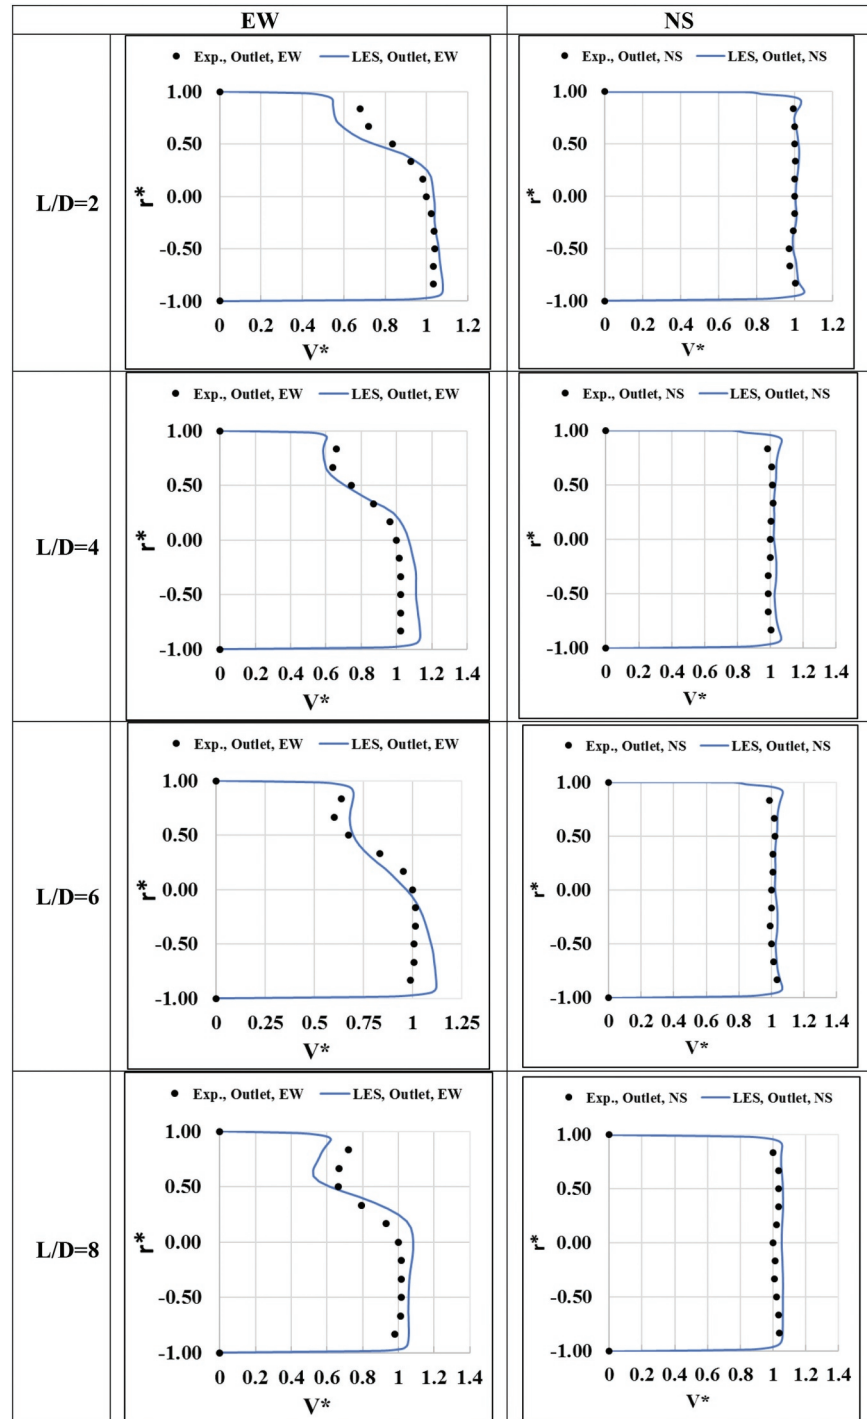 EW NS
L/D=2
Exp., Outlet, EW LES, Outlet, EW
1.00
0.50
0.00
-0.50
-1.00
r*
0 0.2 0.4 0.6 0.8 1 1.2
V*
Exp., Outlet, NS LES, Outlet, NS
1.00
0.50
0.00
-0.50
-1.00
r*
0 0.2 0.4 0.6 0.8 1 1.2
V*
L/D=4
Exp., Outlet, EW LES, Outlet, EW
1.00
0.50
0.00
-0.50
-1.00
r*
0 0.2 0.4 0.6 0.8 1 1.2 1.4
V*
Exp., Outlet, NS LES, Outlet, NS
1.00
0.50
0.00
-0.50
-1.00
r*
0 0.2 0.4 0.6 0.8 1 1.2 1.4
V*
L/D=6
Exp., Outlet, EW LES, Outlet, EW
1.00
0.50
0.00
-0.50
-1.00
r*
0 0.25 0.5 0.75 1 1.25
V*
Exp., Outlet, NS LES, Outlet, NS
1.00
0.50
0.00
-0.50
-1.00
r*
0 0.2 0.4 0.6 0.8 1 1.2 1.4
V*
L/D=8
Exp., Outlet, EW LES, Outlet, EW
1.00
0.50
0.00
-0.50
-1.00
r*
0 0.2 0.4 0.6 0.8 1 1.2 1.4
V*
Exp., Outlet, NS LES, Outlet, NS
1.00
0.50
0.00
-0.50
-1.00
r*
0 0.2 0.4 0.6 0.8 1 1.2 1.4
V*